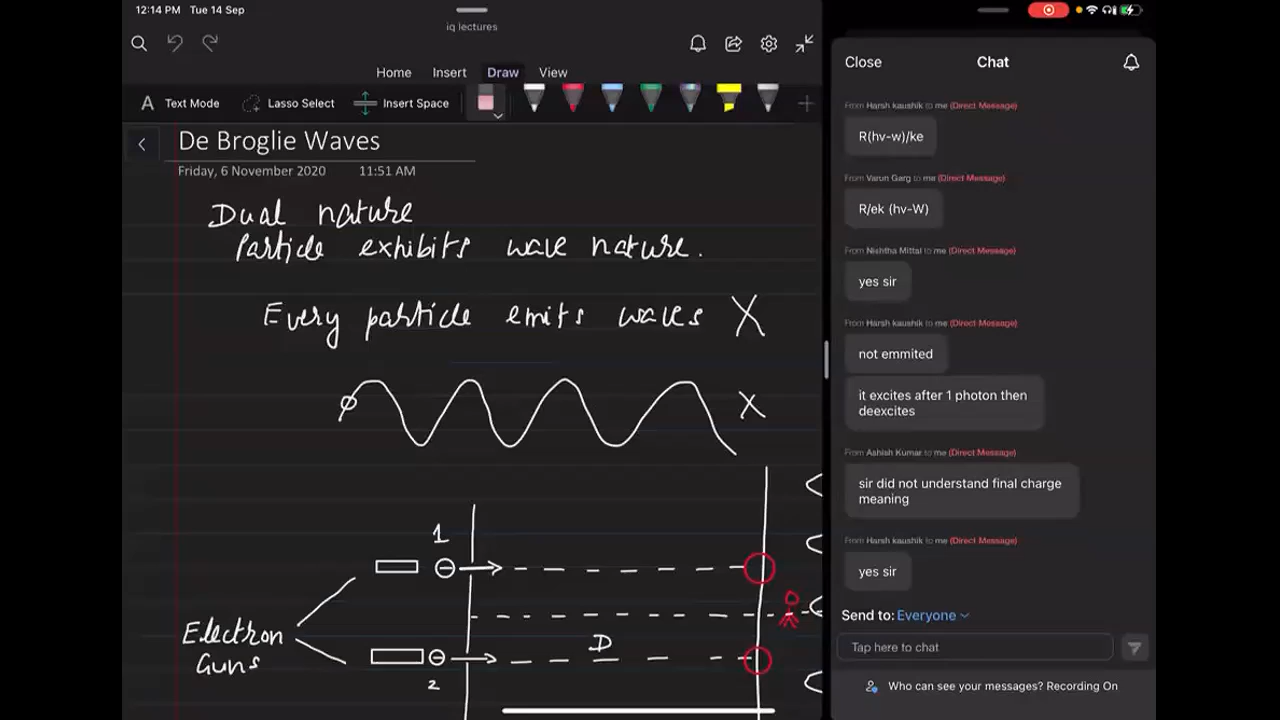 12:14 PM Tue 14 Sep
iq lectures
Home Insert Draw View
A Text Mode Lasso Select Insert Space
De Broglie Waves
Friday, 6 November 2020 11:51 AM
Dual nature
Particle exhibits wave nature.
Every particle emits waves X
X
1
Electron
Guns
D
2
Close Chat
From Harsh kaushik to me (Direct Message)
R(hv-w)/ke
From Varun Garg to me (Direct Message)
R/ek (hv-W)
From Nishtha Mittal to me (Direct Message)
yes sir
From Harsh kaushik to me (Direct Message)
not emmited
it excites after 1 photon then
deexcites
From Ashish Kumar to me (Direct Message)
sir did not understand final charge
meaning
From Harsh kaushik to me (Direct Message)
yes sir
Send to: Everyone
Tap here to chat
Who can see your messages? Recording On